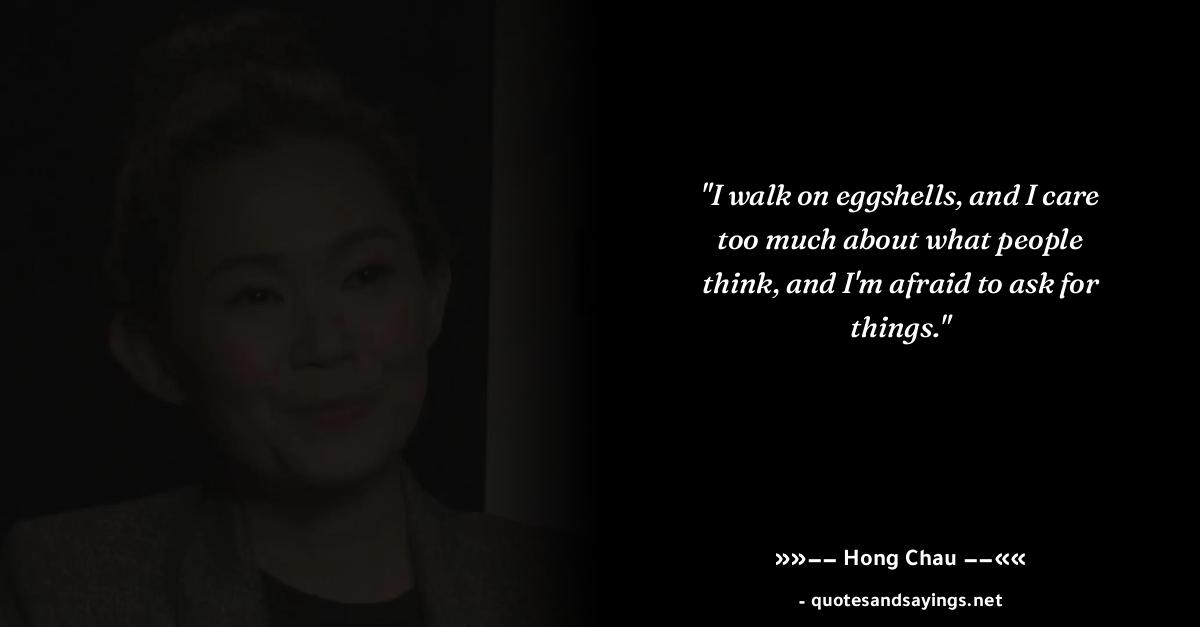 "I walk on eggshells, and I care
too much about what people
think, and I'm afraid to ask for
things."
»»−− Hong Chau −−««
- quotesandsayings.net